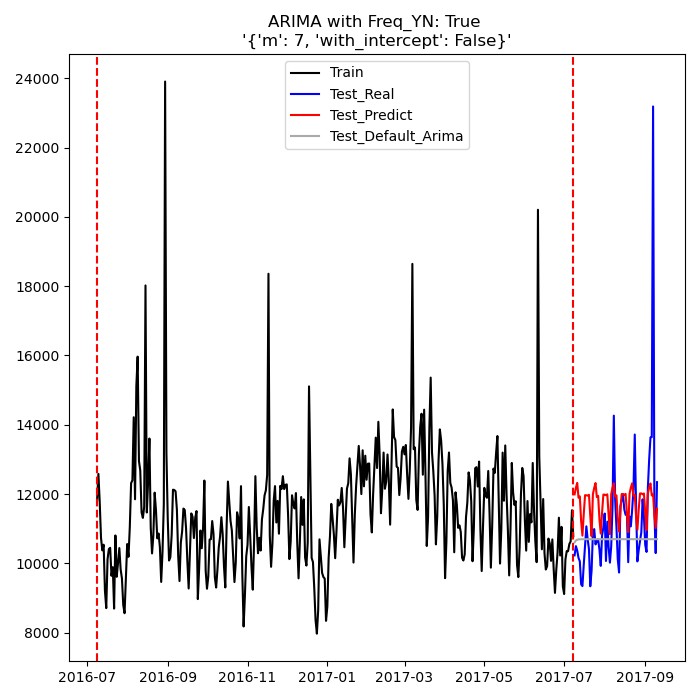 ARIMA with Freq_YN: True
'{'m': 7, 'with_intercept': False}'
Train
Test_Real
Test_Predict
Test_Default_Arima
24000
22000
20000
18000
16000
14000
12000
10000
8000
2016-07 2016-09 2016-11 2017-01 2017-03 2017-05 2017-07 2017-09